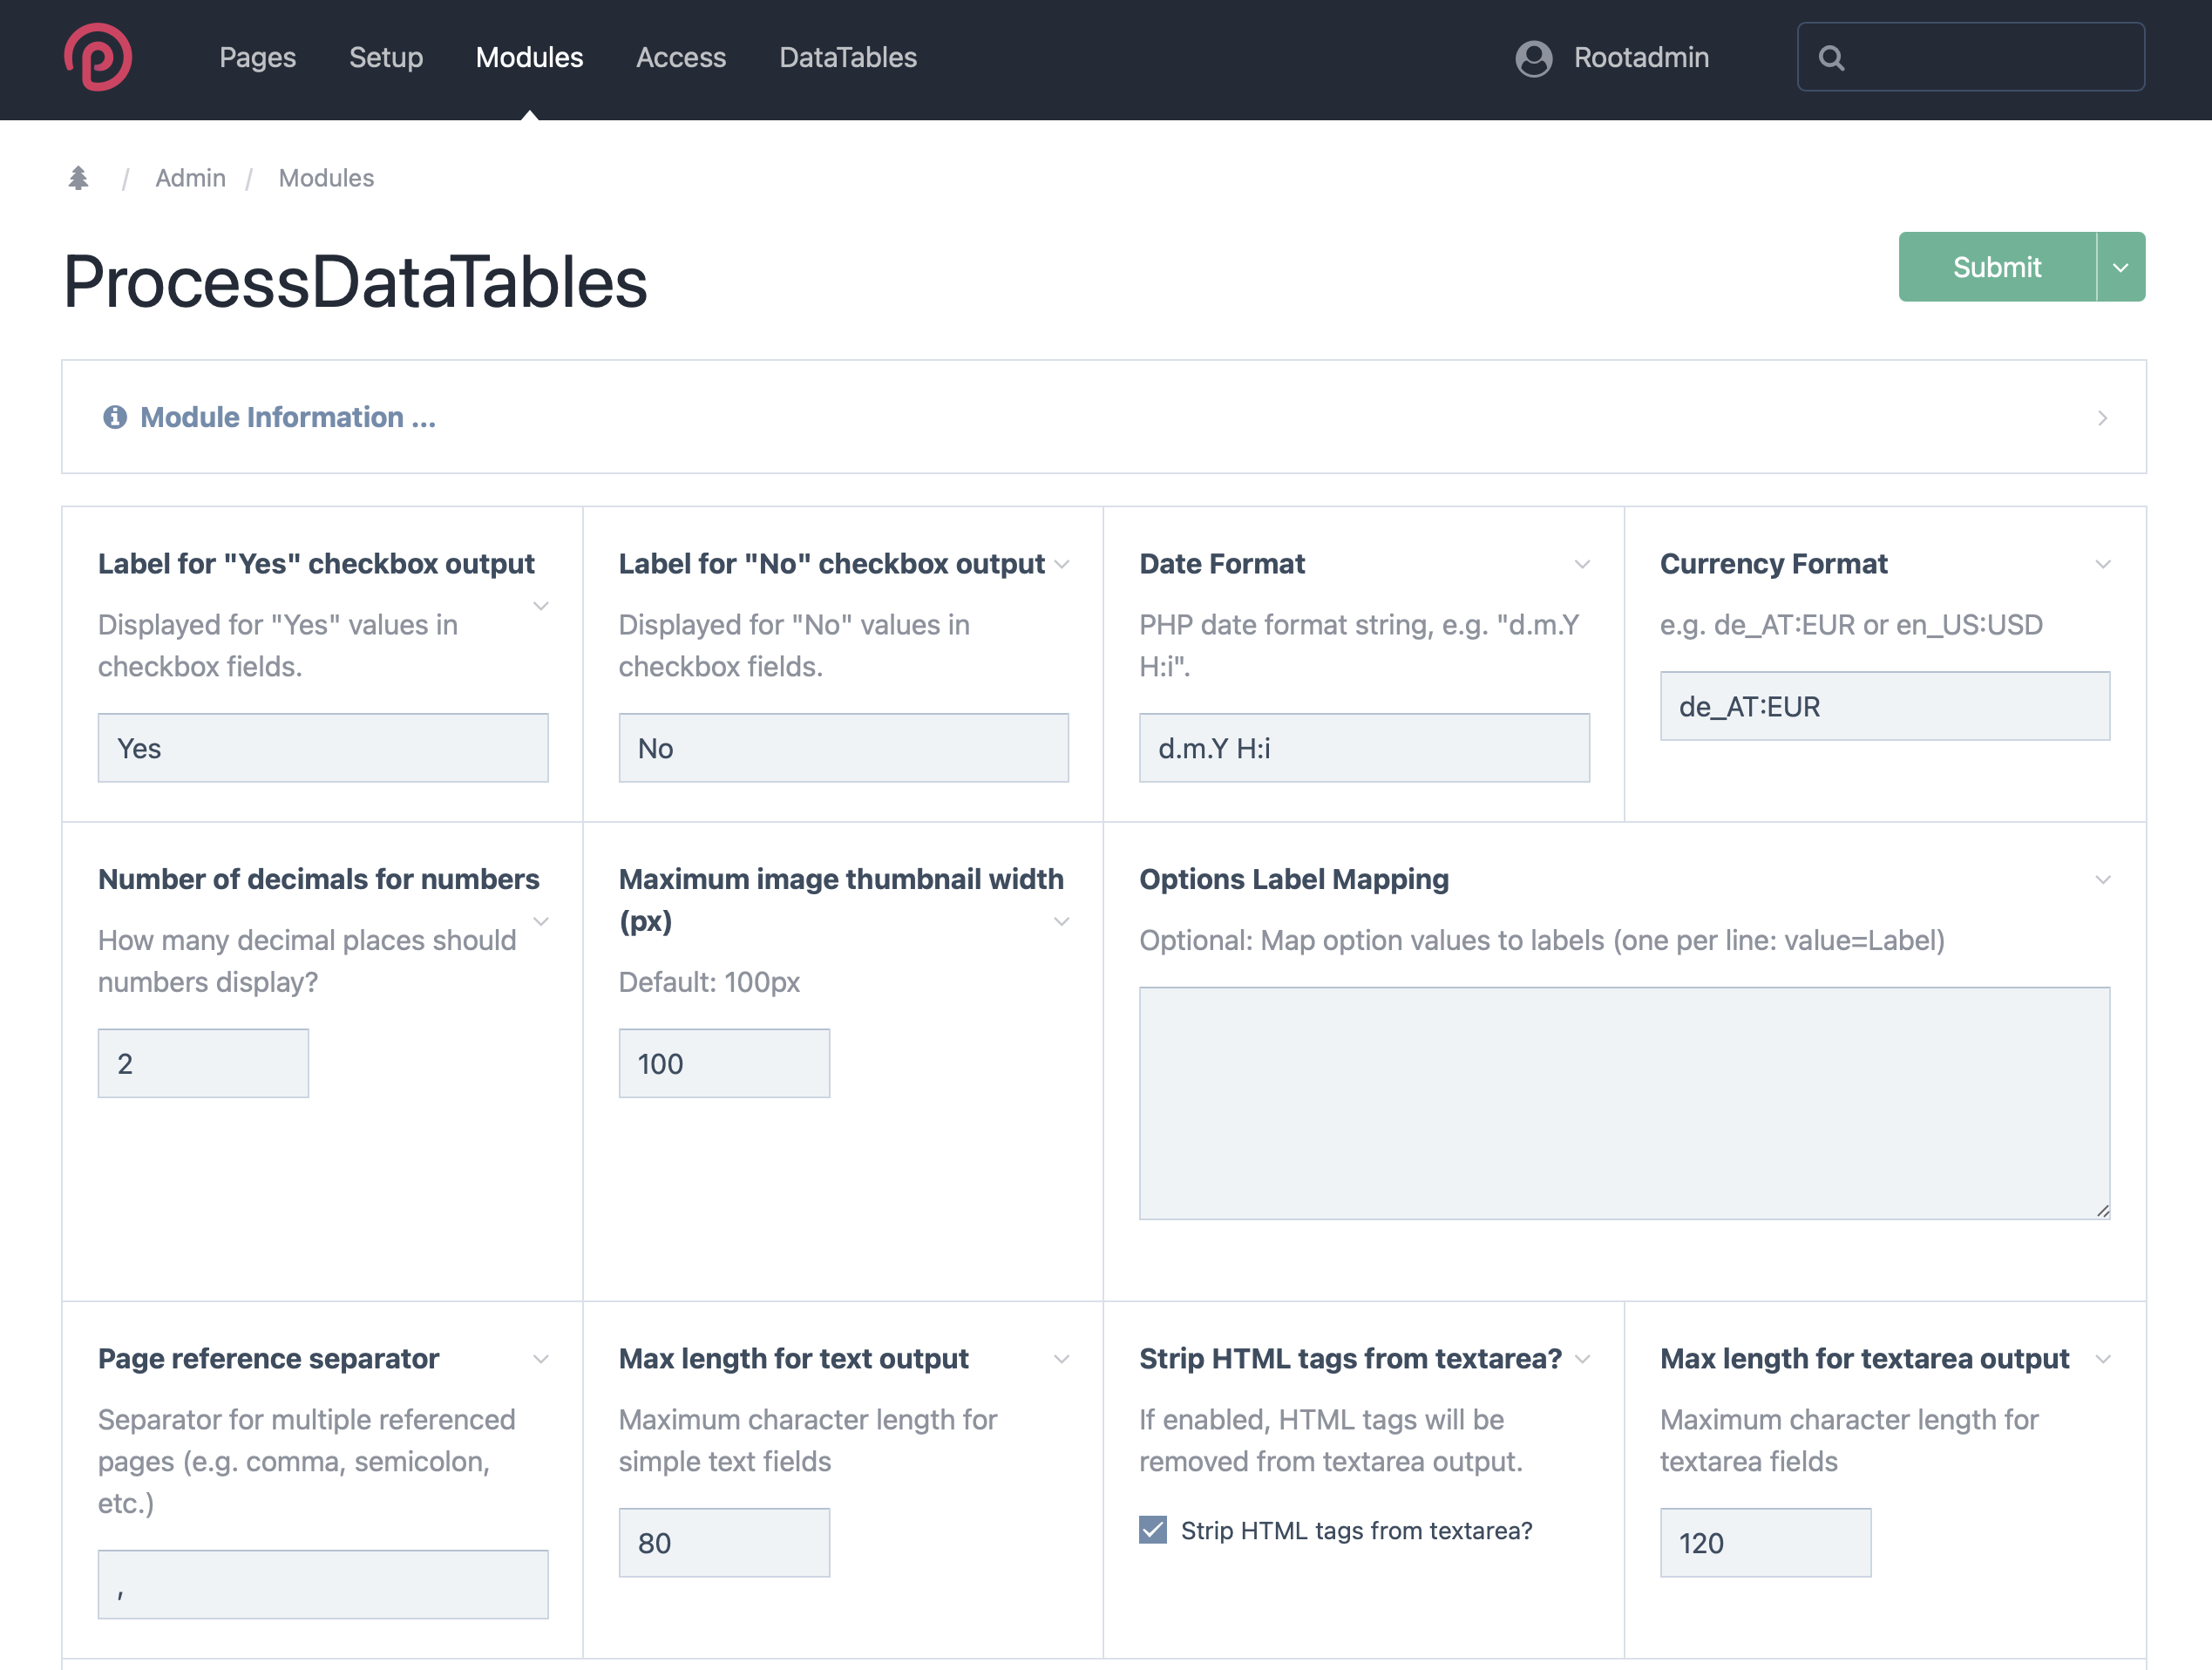 Pages
Setup
Modules
Access
DataTables
Rootadmin
/ Admin / Modules
ProcessDataTables
Submit
Module Information ...
Label for "Yes" checkbox output
Displayed for "Yes" values in
checkbox fields.
Yes
Label for "No" checkbox output
Displayed for "No" values in
checkbox fields.
No
Date Format
PHP date format string, e.g. "d.m.Y
H:i".
d.m.Y H:i
Currency Format
e.g. de_AT:EUR or en_US:USD
de_AT:EUR
Number of decimals for numbers
How many decimal places should
numbers display?
2
Maximum image thumbnail width
(px)
Default: 100px
100
Options Label Mapping
Optional: Map option values to labels (one per line: value=Label)
Page reference separator
Separator for multiple referenced
pages (e.g. comma, semicolon,
etc.)
,
Max length for text output
Maximum character length for
simple text fields
80
Strip HTML tags from textarea?
If enabled, HTML tags will be
removed from textarea output.
Strip HTML tags from textarea?
Max length for textarea output
Maximum character length for
textarea fields
120